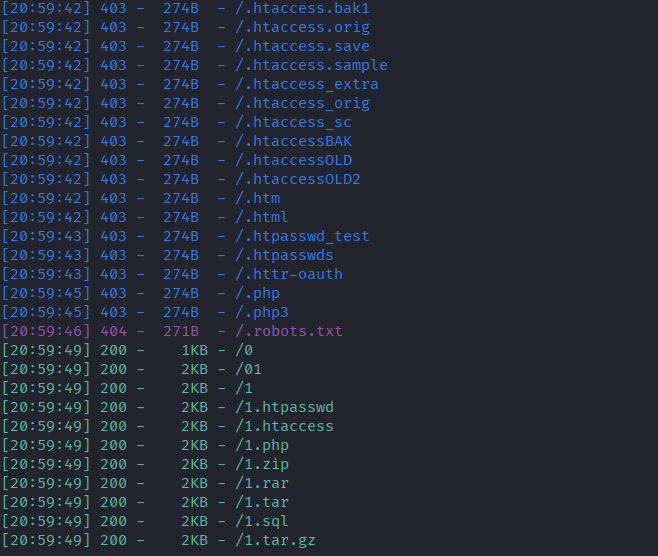 [20:59:42] 403 -  274B  - /.htaccess.bak1
[20:59:42] 403 -  274B  - /.htaccess.orig
[20:59:42] 403 -  274B  - /.htaccess.save
[20:59:42] 403 -  274B  - /.htaccess.sample
[20:59:42] 403 -  274B  - /.htaccess_extra
[20:59:42] 403 -  274B  - /.htaccess_orig
[20:59:42] 403 -  274B  - /.htaccess_sc
[20:59:42] 403 -  274B  - /.htaccessBAK
[20:59:42] 403 -  274B  - /.htaccessOLD
[20:59:42] 403 -  274B  - /.htaccessOLD2
[20:59:42] 403 -  274B  - /.htm
[20:59:42] 403 -  274B  - /.html
[20:59:43] 403 -  274B  - /.htpasswd_test
[20:59:43] 403 -  274B  - /.htpasswds
[20:59:43] 403 -  274B  - /.httr-oauth
[20:59:45] 403 -  274B  - /.php
[20:59:45] 403 -  274B  - /.php3
[20:59:46] 404 -  271B  - /.robots.txt
[20:59:49] 200 -    1KB - /0
[20:59:49] 200 -    2KB - /01
[20:59:49] 200 -    2KB - /1
[20:59:49] 200 -    2KB - /1.htpasswd
[20:59:49] 200 -    2KB - /1.htaccess
[20:59:49] 200 -    2KB - /1.php
[20:59:49] 200 -    2KB - /1.zip
[20:59:49] 200 -    2KB - /1.rar
[20:59:49] 200 -    2KB - /1.tar
[20:59:49] 200 -    2KB - /1.sql
[20:59:49] 200 -    2KB - /1.tar.gz